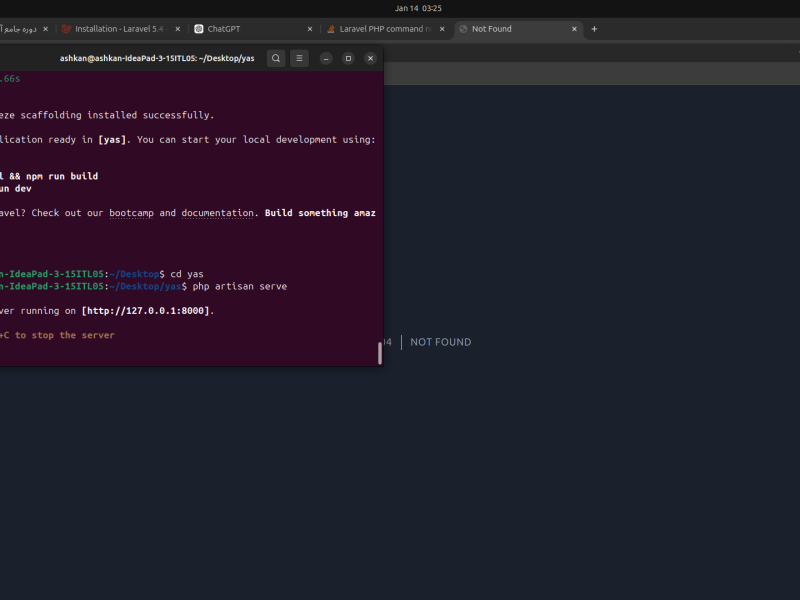 Jan 14 03:25
دوره جامع آ
Installation - Laravel 5.4
ChatGPT
Laravel PHP command n
Not Found
ashkan@ashkan-IdeaPad-3-15ITL05: ~/Desktop/yas
.66s
eze scaffolding installed successfully.
lication ready in [yas]. You can start your local development using:
l && npm run build
un dev
avel? Check out our bootcamp and documentation. Build something amaz
n-IdeaPad-3-15ITL05:~/Desktop$ cd yas
n-IdeaPad-3-15ITL05:~/Desktop/yas$ php artisan serve
ver running on [http://127.0.0.1:8000].
+C to stop the server
04 | NOT FOUND